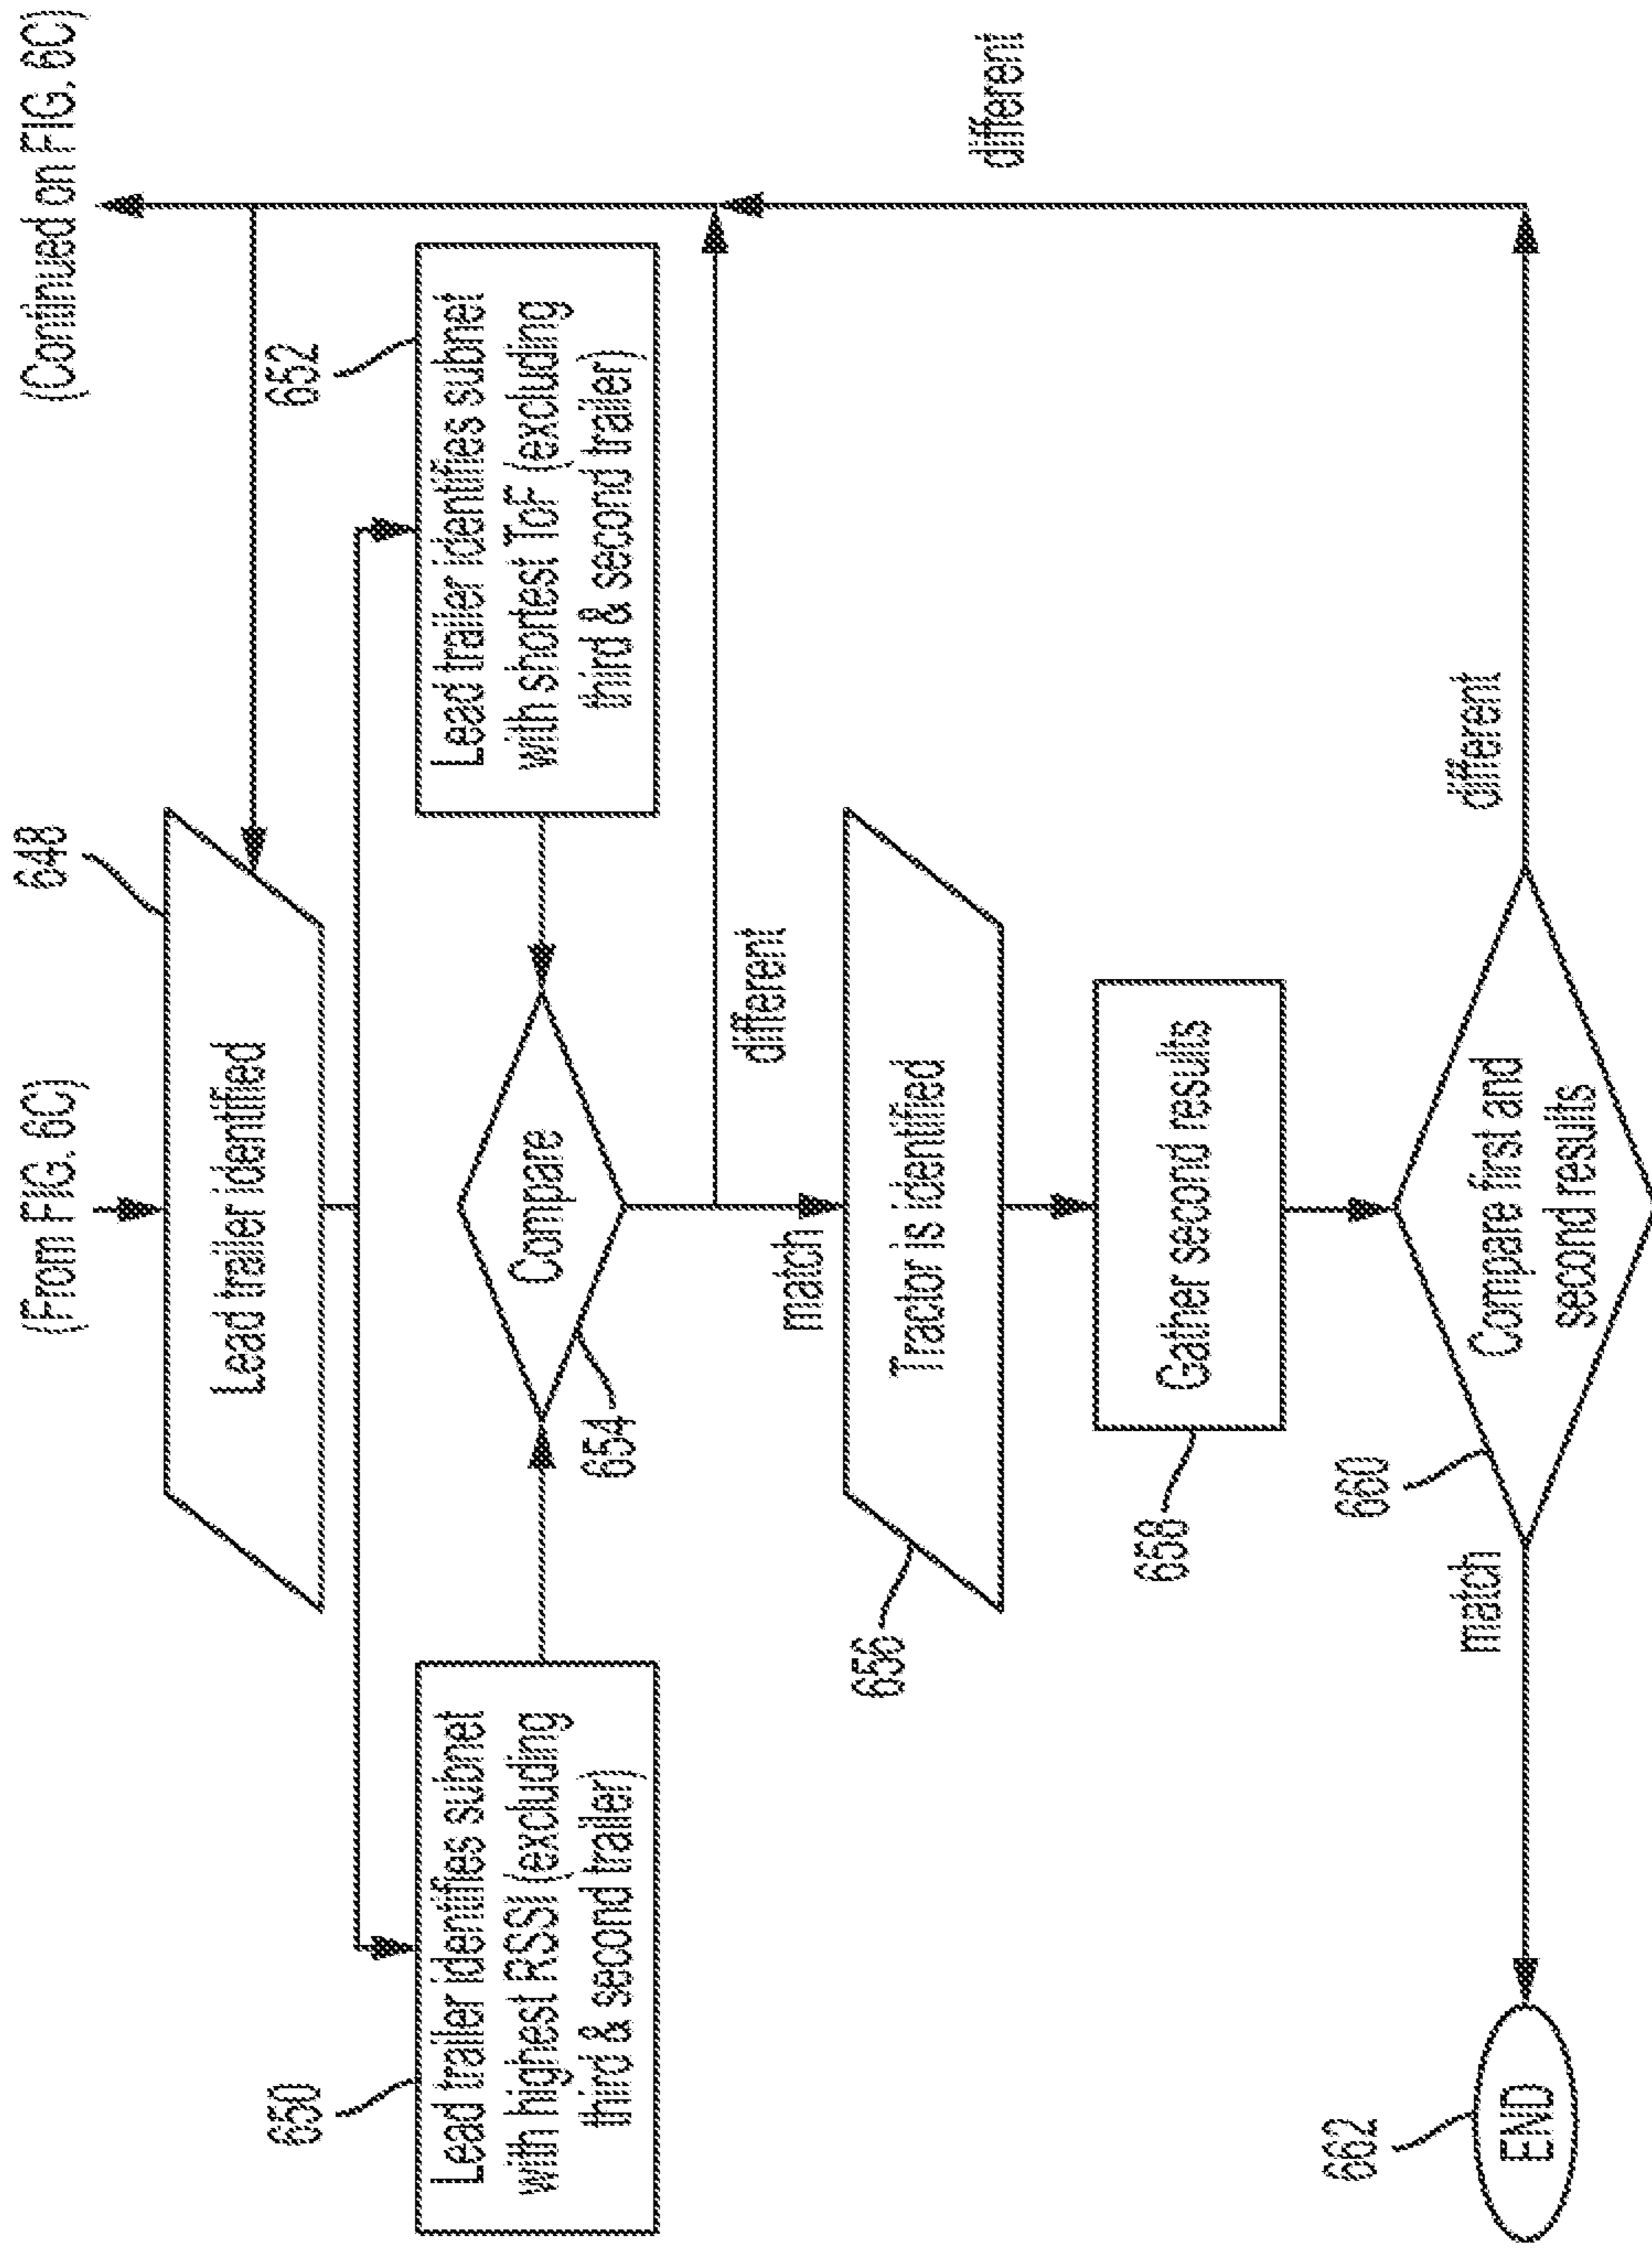 (From FIG. 6C)
(Continued on FIG. 6C)
648
Lead trailer identified
650
Lead trailer identifies subnet
with highest RSSI (excluding
third & second trailer)
652
Lead trailer identifies subnet
with shortest ToF (excluding
third & second trailer)
Compare
654
different
match
different
656
Tractor is identified
658
Gather second results
660
Compare first and
second results
match
different
662
END